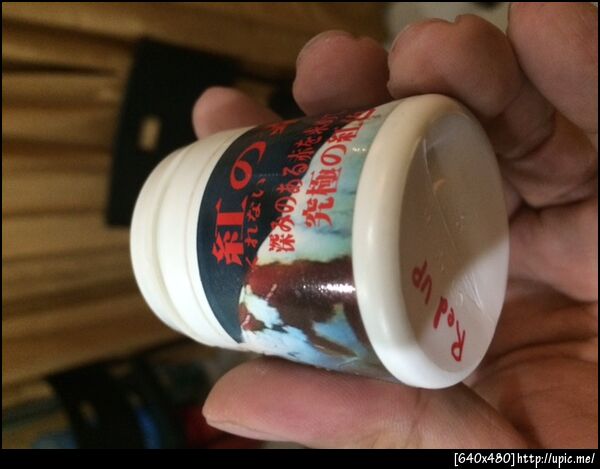 紅の
くれない
深みのある赤を
究極の紅
Red UP
[640x480]http://upic.me/